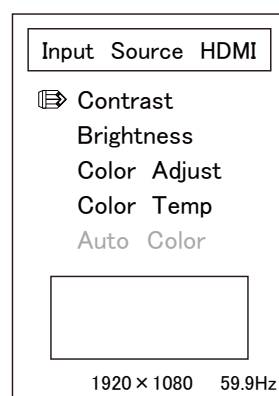 Input Source HDMI
Contrast
Brightness
Color Adjust
Color Temp
Auto Color
1920×1080 59.9Hz